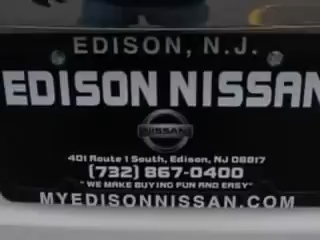 EDISON, N.J.
EDISON NISSAN
NISSAN
401 Route 1 South, Edison, NJ 08817
(732) 867-0400
"WE MAKE BUYING FUN AND EASY"
MYEDISONNISSAN.COM